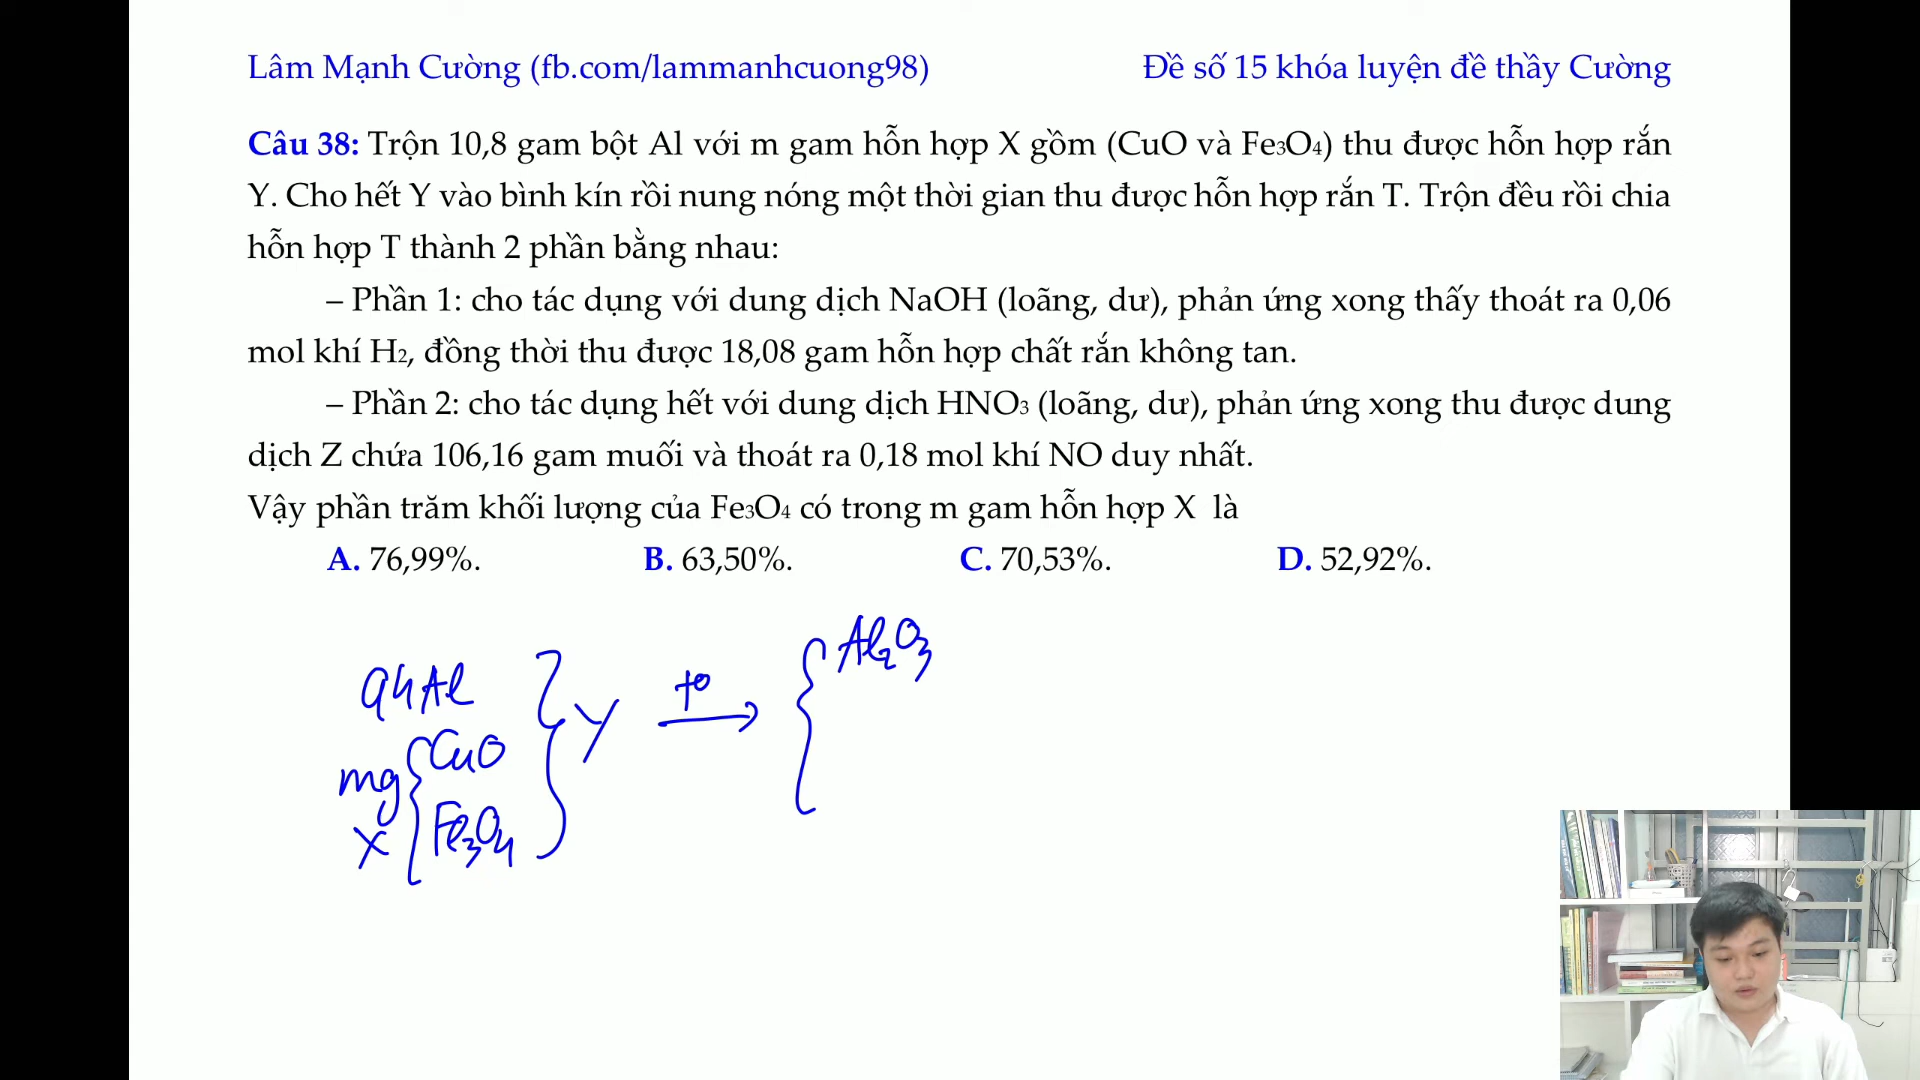 Lâm Mạnh Cường (fb.com/lammanhcuong98) Đề số 15 khóa luyện đề thầy Cường
Câu 38: Trộn 10,8 gam bột Al với m gam hỗn hợp X gồm (CuO và Fe₃O₄) thu được hỗn hợp rắn
Y. Cho hết Y vào bình kín rồi nung nóng một thời gian thu được hỗn hợp rắn T. Trộn đều rồi chia
hỗn hợp T thành 2 phần bằng nhau:
– Phần 1: cho tác dụng với dung dịch NaOH (loãng, dư), phản ứng xong thấy thoát ra 0,06
mol khí H₂, đồng thời thu được 18,08 gam hỗn hợp chất rắn không tan.
– Phần 2: cho tác dụng hết với dung dịch HNO₃ (loãng, dư), phản ứng xong thu được dung
dịch Z chứa 106,16 gam muối và thoát ra 0,18 mol khí NO duy nhất.
Vậy phần trăm khối lượng của Fe₃O₄ có trong m gam hỗn hợp X là
A. 76,99%. B. 63,50%. C. 70,53%. D. 52,92%.
0,4 Al
mg X { CuO
Fe₃O₄
} Y
t°
→ { Al₂O₃